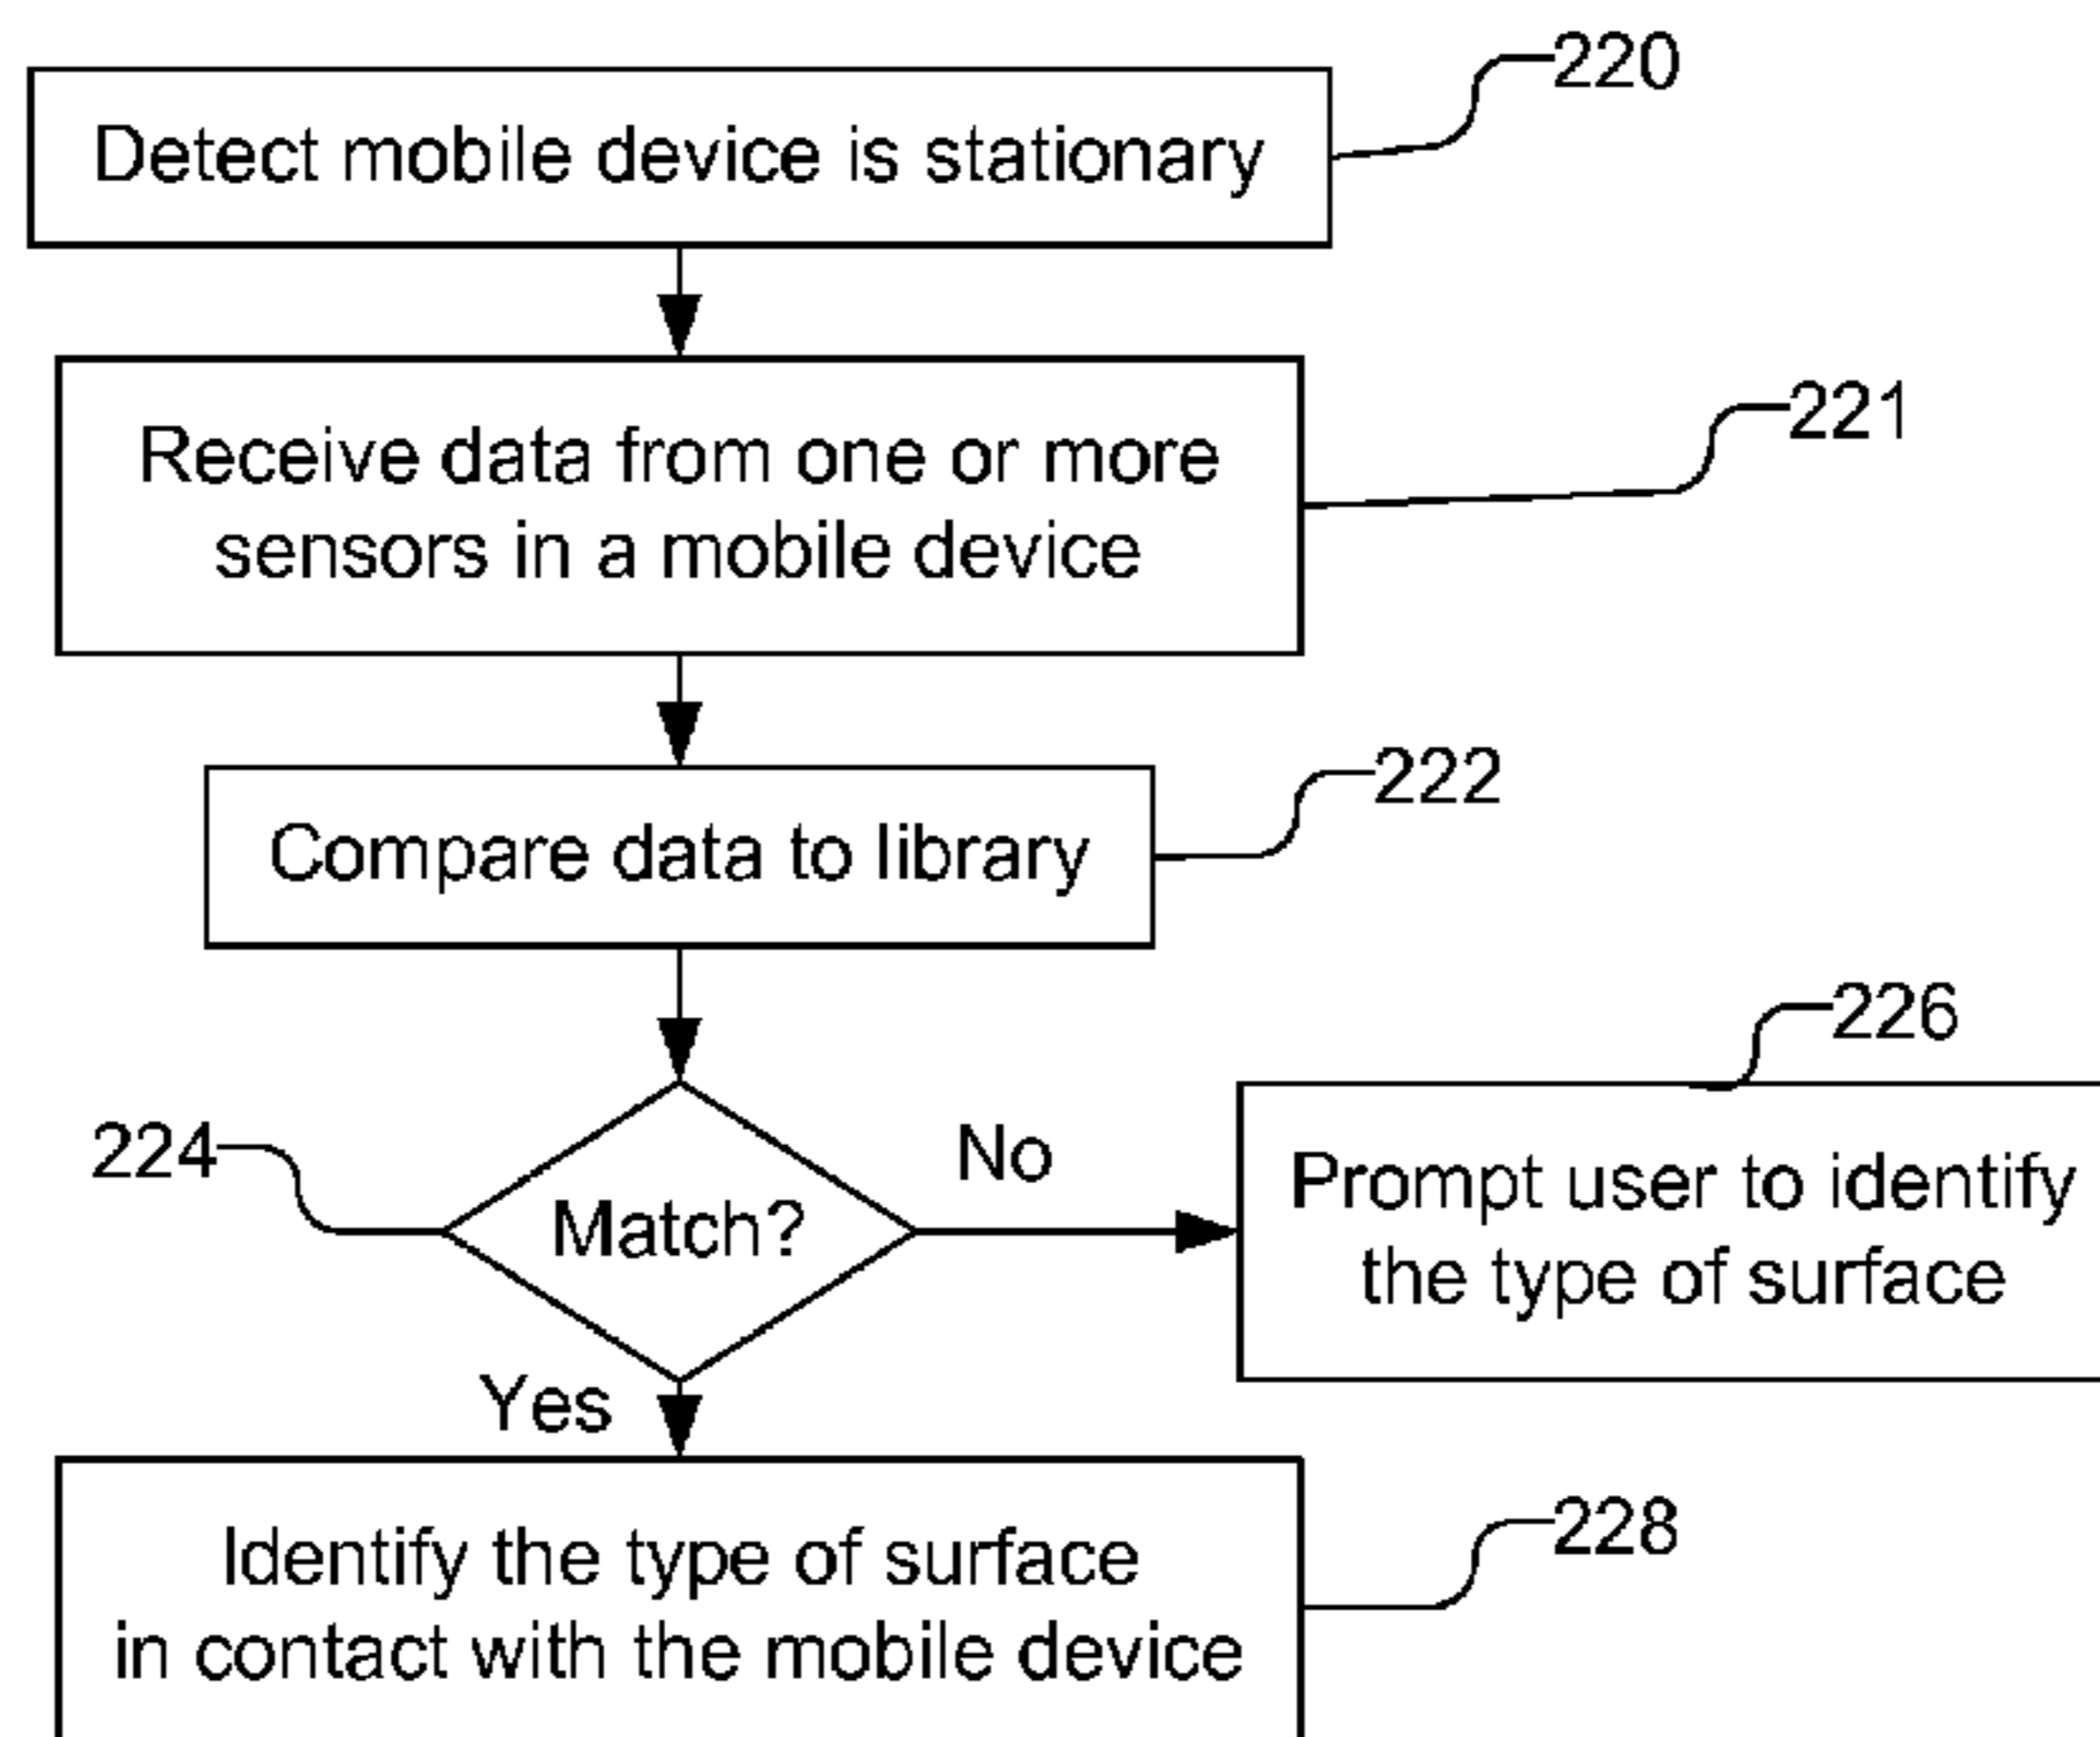 220
Detect mobile device is stationary
221
Receive data from one or more
sensors in a mobile device
222
Compare data to library
226
224
No
Match?
Prompt user to identify
the type of surface
Yes
228
Identify the type of surface
in contact with the mobile device